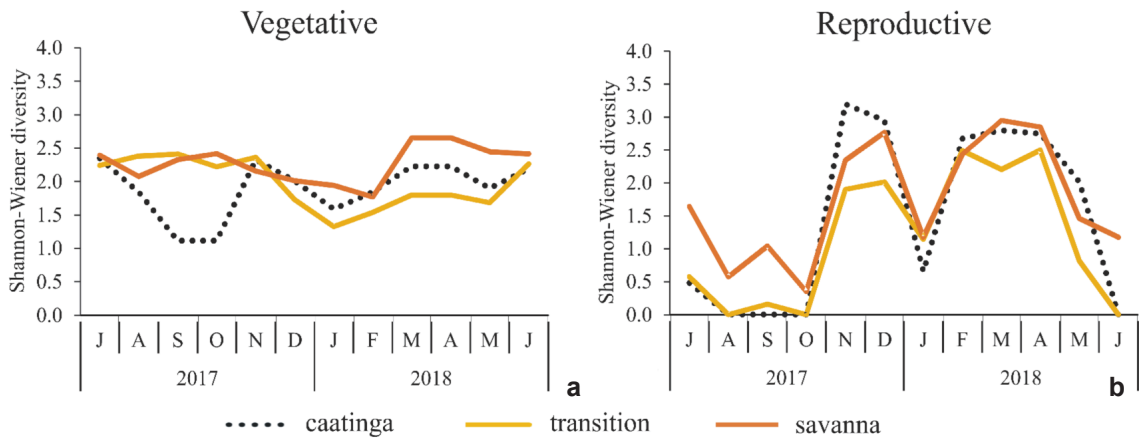 Vegetative
Shannon-Wiener diversity
4.0
3.5
3.0
2.5
2.0
1.5
1.0
0.5
0.0
J A S O N D J F M A M J
2017 2018
a
Reproductive
Shannon-Wiener diversity
4.0
3.5
3.0
2.5
2.0
1.5
1.0
0.5
0.0
J A S O N D J F M A M J
2017 2018
b
caatinga transition savanna